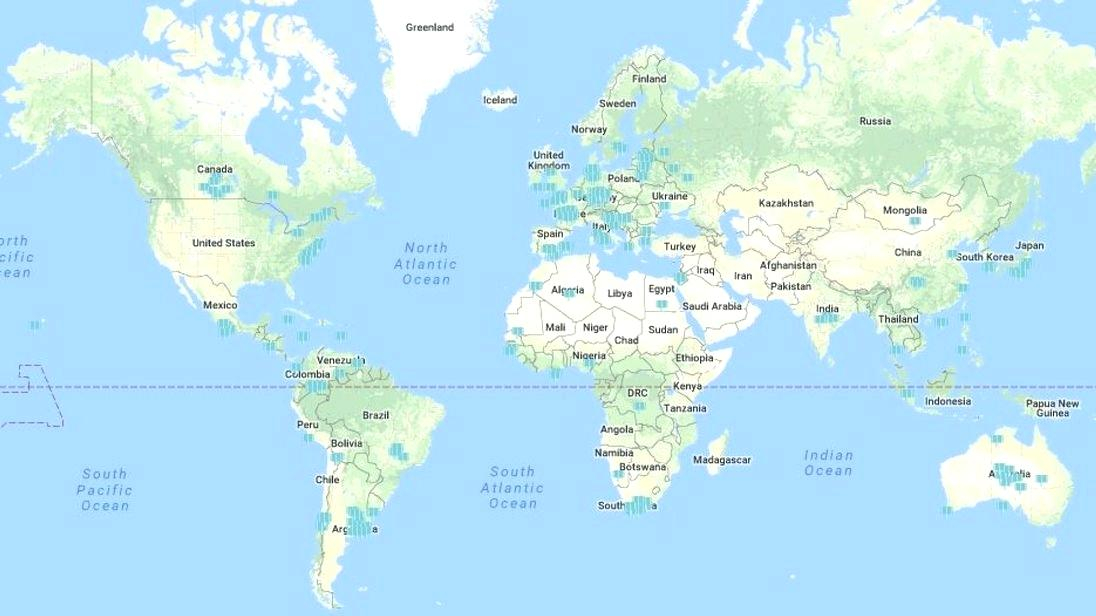 Greenland
Iceland
Finland
Sweden
Norway
Russia
United
Kingdom
Canada
Poland
Ukraine
Kazakhstan
Mongolia
United States
North
Atlantic
Ocean
Spain
Italy
Turkey
China
Japan
South Korea
orth
cific
cean
Iraq
Iran
Afghanistan
Pakistan
Algeria
Libya
Egypt
Saudi Arabia
Mexico
India
Thailand
Mali
Niger
Sudan
Chad
Nigeria
Ethiopia
Venezuela
Colombia
DRC
Kenya
Tanzania
Indonesia
Papua New
Guinea
Brazil
Peru
Angola
Bolivia
Namibia
Botswana
Madagascar
Indian
Ocean
South
Pacific
Ocean
Chile
South
Atlantic
Ocean
Australia
South
Argentina